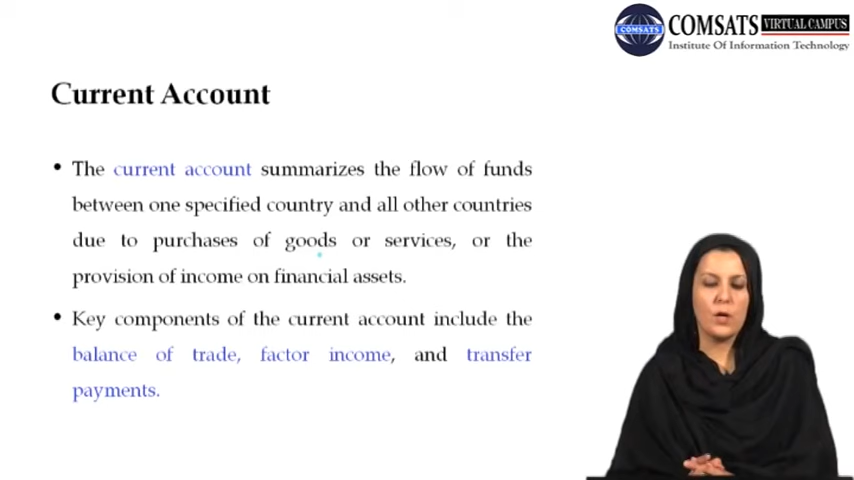 COMSATS
COMSATS VIRTUAL CAMPUS
Institute Of Information Technology
Current Account
• The current account summarizes the flow of funds
between one specified country and all other countries
due to purchases of goods or services, or the
provision of income on financial assets.
• Key components of the current account include the
balance of trade, factor income, and transfer
payments.